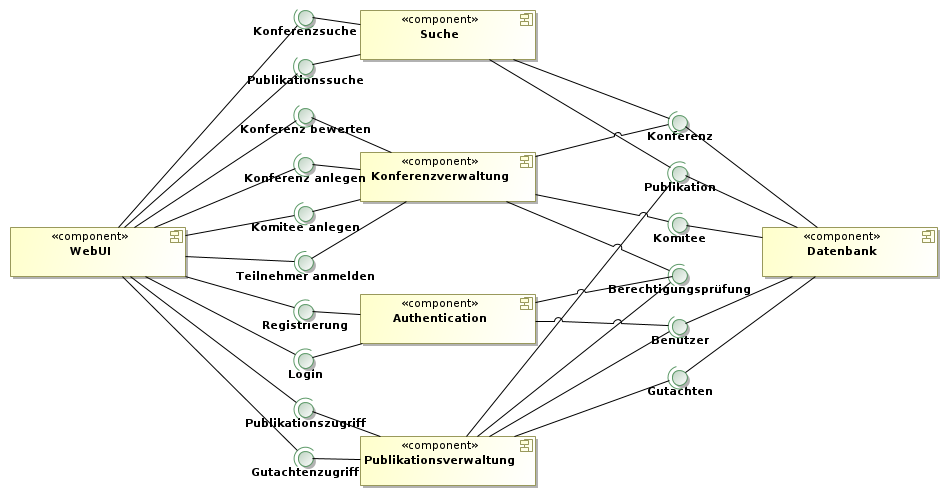 Konferenzsuche
«component»
Suche
Publikationssuche
Konferenz bewerten
Konferenz
«component»
Konferenzverwaltung
Konferenz anlegen
Publikation
Komitee anlegen
Komitee
«component»
WebUI
«component»
Datenbank
Teilnehmer anmelden
Berechtigungsprüfung
«component»
Authentication
Registrierung
Benutzer
Login
Gutachten
Publikationszugriff
«component»
Publikationsverwaltung
Gutachtenzugriff